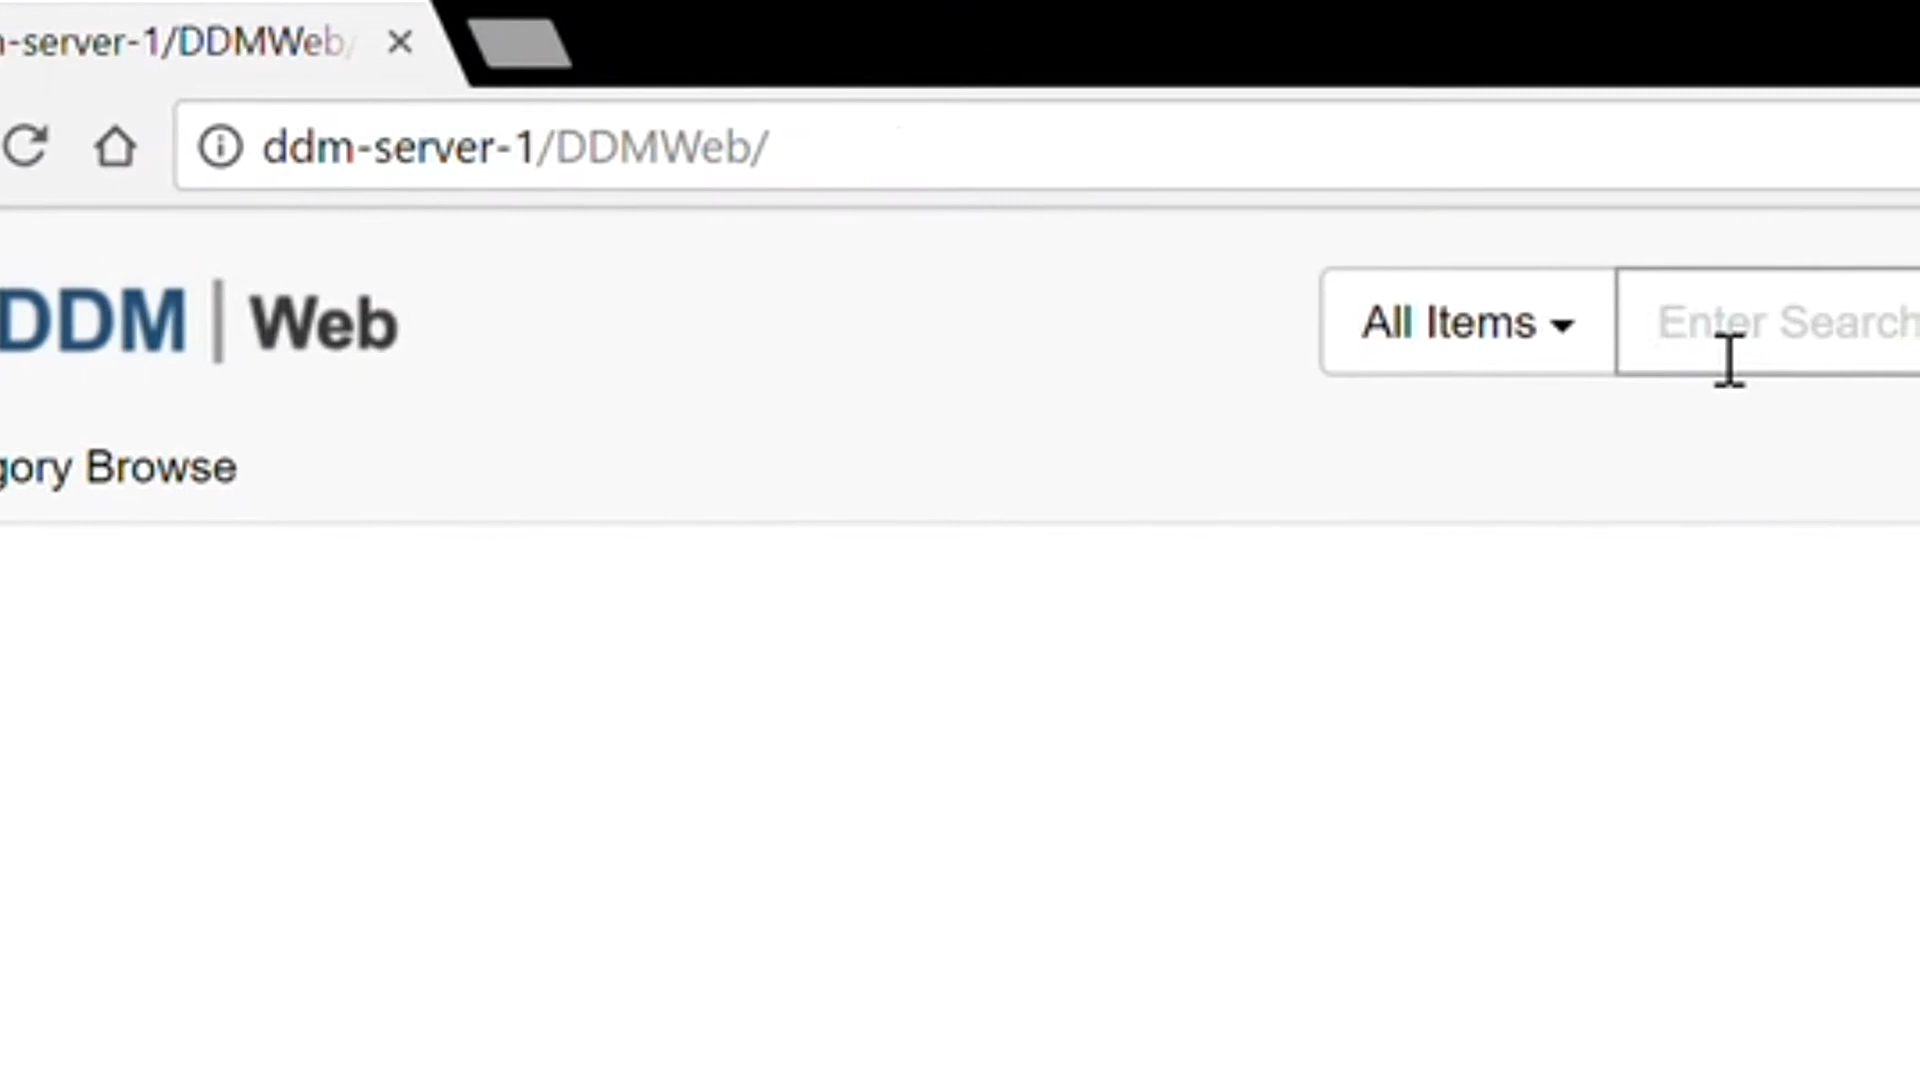 -server-1/DDMWeb/
ddm-server-1/DDMWeb/
DDM | Web
All Items
Enter Search
gory Browse